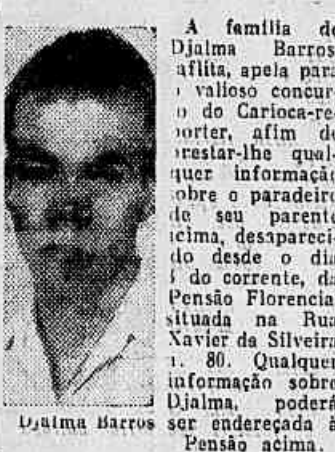 A familia de
Djalma Barros
aflita, apela para
o valioso concur-
so do Carioca-re-
porter, afim de
prestar-lhe qual-
quer informação
sobre o paradeiro
de seu parente
acima, desapareci-
do desde o dia
do corrente, da
Pensão Florencia
situada na Rua
Xavier da Silveira
n. 80. Qualquer
informação sobre
Djalma, poderá
ser endereçada à
Pensão acima.
Djalma Barros